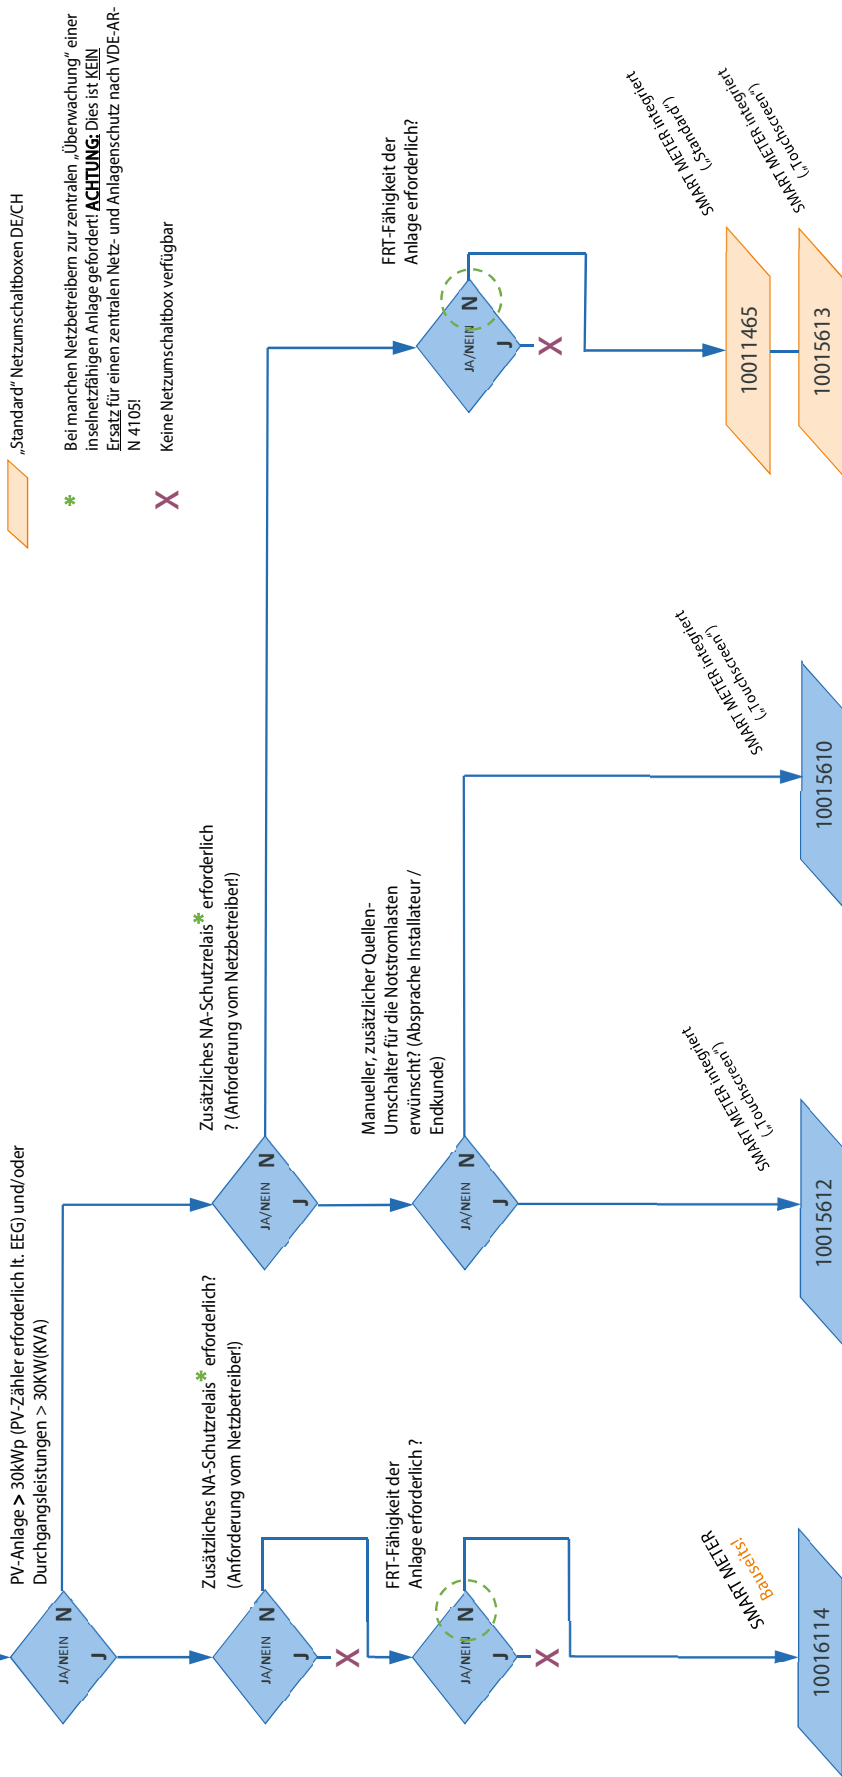 „Standard“ Netzumschaltboxen DE/CH
* Bei manchen Netzbetreibern zur zentralen „Überwachung“ einer
inselnetzfähigen Anlage gefordert! ACHTUNG: Dies ist KEIN
Ersatz für einen zentralen Netz- und Anlagenschutz nach VDE-AR-
N 4105!
X Keine Netzumschaltbox verfügbar
PV-Anlage > 30kWp (PV-Zähler erforderlich lt. EEG) und/oder
Durchgangsleistungen > 30KW(KVA)
JA/NEIN N
J
Zusätzliches NA-Schutzrelais* erforderlich?
(Anforderung vom Netzbetreiber!)
JA/NEIN N
J
X
FRT-Fähigkeit der
Anlage erforderlich ?
JA/NEIN N
J
X
SMART METER
Bauseits!
10016114
Zusätzliches NA-Schutzrelais* erforderlich
? (Anforderung vom Netzbetreiber!)
JA/NEIN N
J
Manueller, zusätzlicher Quellen-
Umschalter für die Notstromlasten
erwünscht? (Absprache Installateur /
Endkunde)
JA/NEIN N
J
SMART METER integriert
(„Touchscreen“)
10015612
SMART METER integriert
(„Touchscreen“)
10015610
FRT-Fähigkeit der
Anlage erforderlich?
JA/NEIN N
J
X
SMART METER integriert
(„Standard“)
10011465
SMART METER integriert
(„Touchscreen“)
10015613